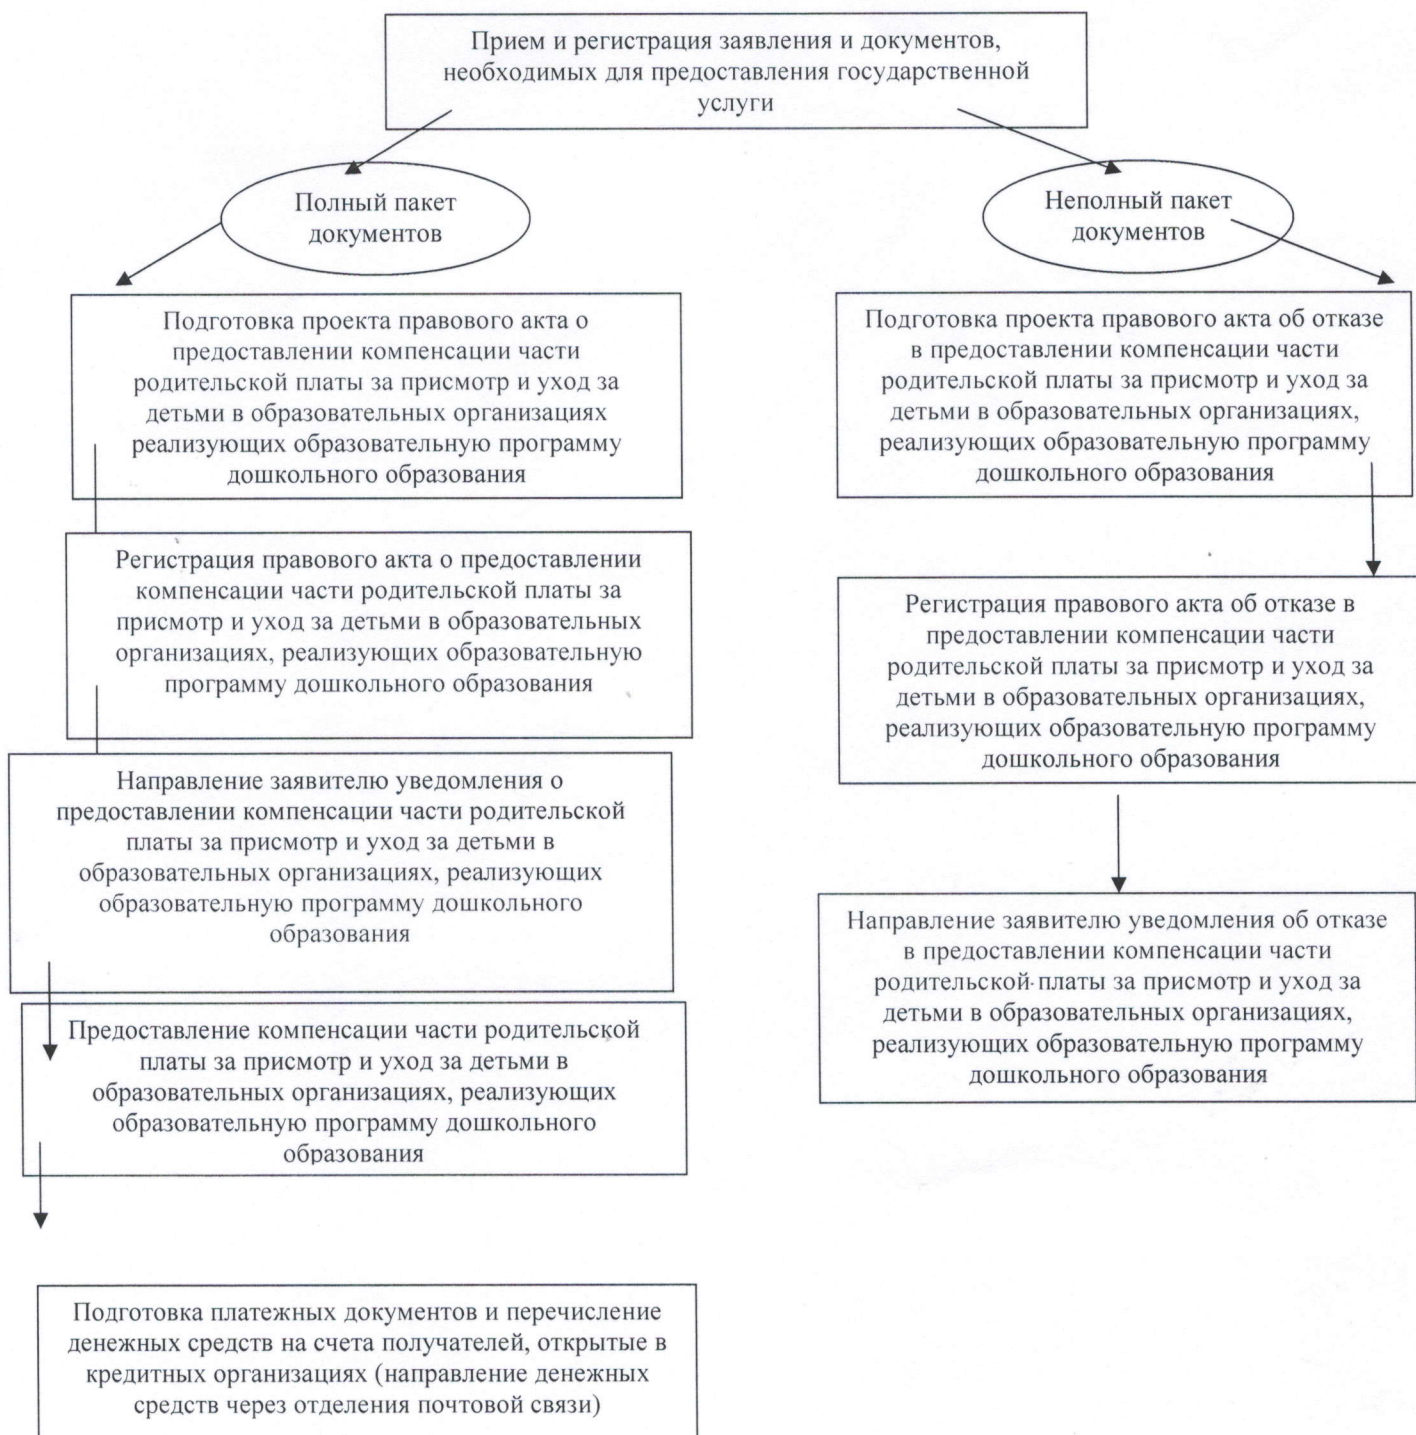 Прием и регистрация заявления и документов,
необходимых для предоставления государственной
услуги
Полный пакет
документов
Неполный пакет
документов
Подготовка проекта правового акта о
предоставлении компенсации части
родительской платы за присмотр и уход за
детьми в образовательных организациях
реализующих образовательную программу
дошкольного образования
Подготовка проекта правового акта об отказе
в предоставлении компенсации части
родительской платы за присмотр и уход за
детьми в образовательных организациях,
реализующих образовательную программу
дошкольного образования
Регистрация правового акта о предоставлении
компенсации части родительской платы за
присмотр и уход за детьми в образовательных
организациях, реализующих образовательную
программу дошкольного образования
Регистрация правового акта об отказе в
предоставлении компенсации части
родительской платы за присмотр и уход за
детьми в образовательных организациях,
реализующих образовательную программу
дошкольного образования
Направление заявителю уведомления о
предоставлении компенсации части родительской
платы за присмотр и уход за детьми в
образовательных организациях, реализующих
образовательную программу дошкольного
образования
Направление заявителю уведомления об отказе
в предоставлении компенсации части
родительской платы за присмотр и уход за
детьми в образовательных организациях,
реализующих образовательную программу
дошкольного образования
Предоставление компенсации части родительской
платы за присмотр и уход за детьми в
образовательных организациях, реализующих
образовательную программу дошкольного
образования
Подготовка платежных документов и перечисление
денежных средств на счета получателей, открытые в
кредитных организациях (направление денежных
средств через отделения почтовой связи)